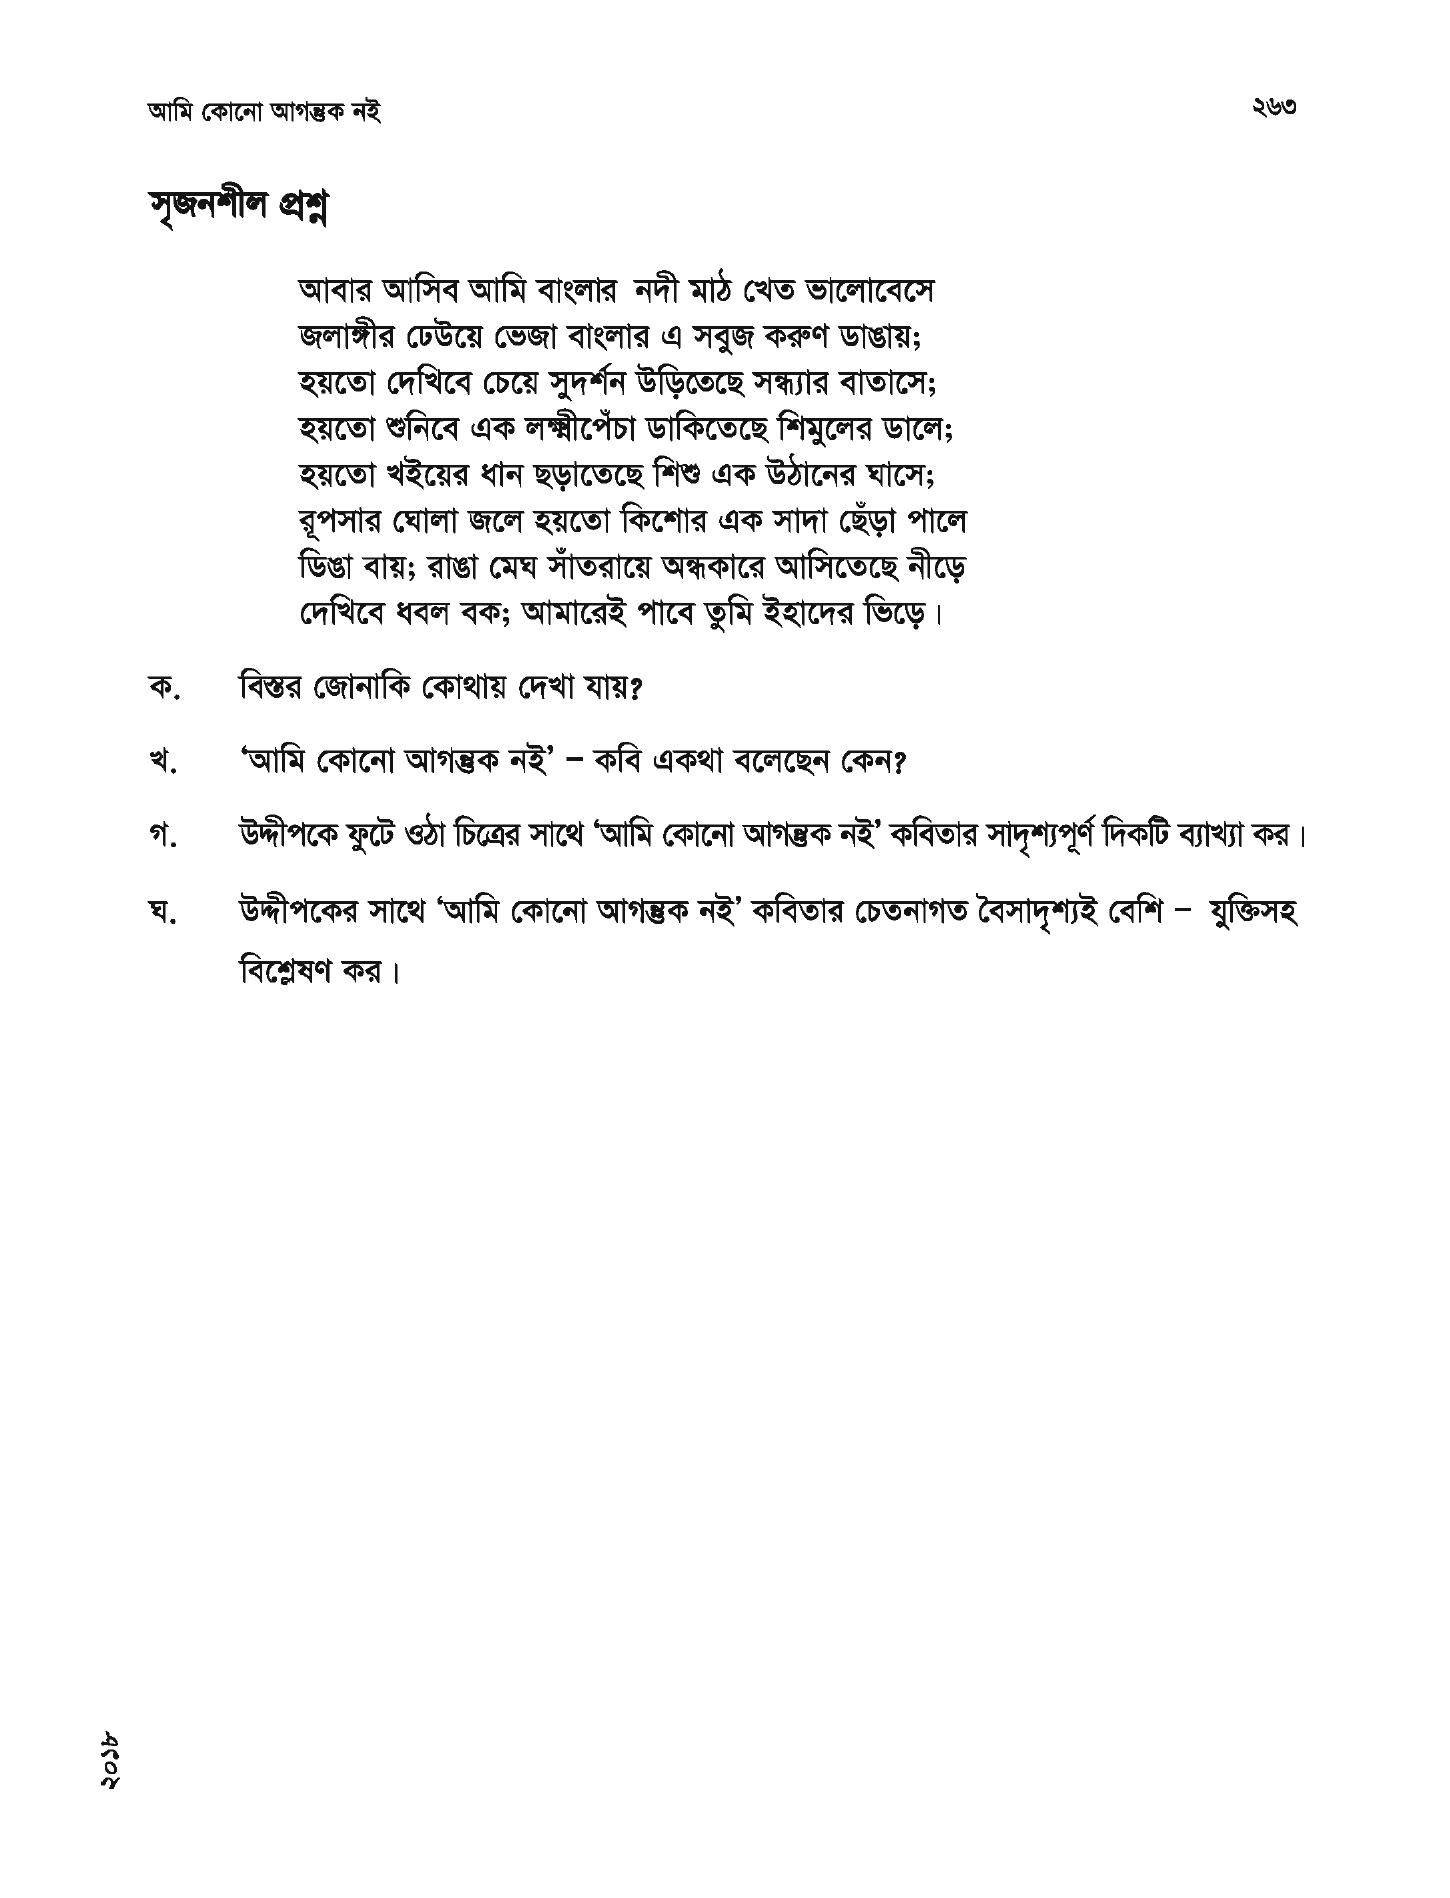 আমি কোনো আগন্তুক নই ২৬৩
সৃজনশীল প্রশ্ন
আবার আসিব আমি বাংলার নদী মাঠ খেত ভালোবেসে
জলাঙ্গীর ঢেউয়ে ভেজা বাংলার এ সবুজ করুণ ডাঙায়;
হয়তো দেখিবে চেয়ে সুদর্শন উড়িতেছে সন্ধ্যার বাতাসে;
হয়তো শুনিবে এক লক্ষ্মীপেঁচা ডাকিতেছে শিমুলের ডালে;
হয়তো খইয়ের ধান ছড়াতেছে শিশু এক উঠানের ঘাসে;
রূপসার ঘোলা জলে হয়তো কিশোর এক সাদা ছেঁড়া পালে
ডিঙা বায়; রাঙা মেঘ সাঁতরায়ে অন্ধকারে আসিতেছে নীড়ে
দেখিবে ধবল বক; আমারেই পাবে তুমি ইহাদের ভিড়ে।
ক. বিস্তর জোনাকি কোথায় দেখা যায়?
খ. ‘আমি কোনো আগন্তুক নই’ – কবি একথা বলেছেন কেন?
গ. উদ্দীপকে ফুটে ওঠা চিত্রের সাথে ‘আমি কোনো আগন্তুক নই’ কবিতার সাদৃশ্যপূর্ণ দিকটি ব্যাখ্যা কর।
ঘ. উদ্দীপকের সাথে ‘আমি কোনো আগন্তুক নই’ কবিতার চেতনাগত বৈসাদৃশ্যই বেশি – যুক্তিসহ
বিশ্লেষণ কর।
২০১৮